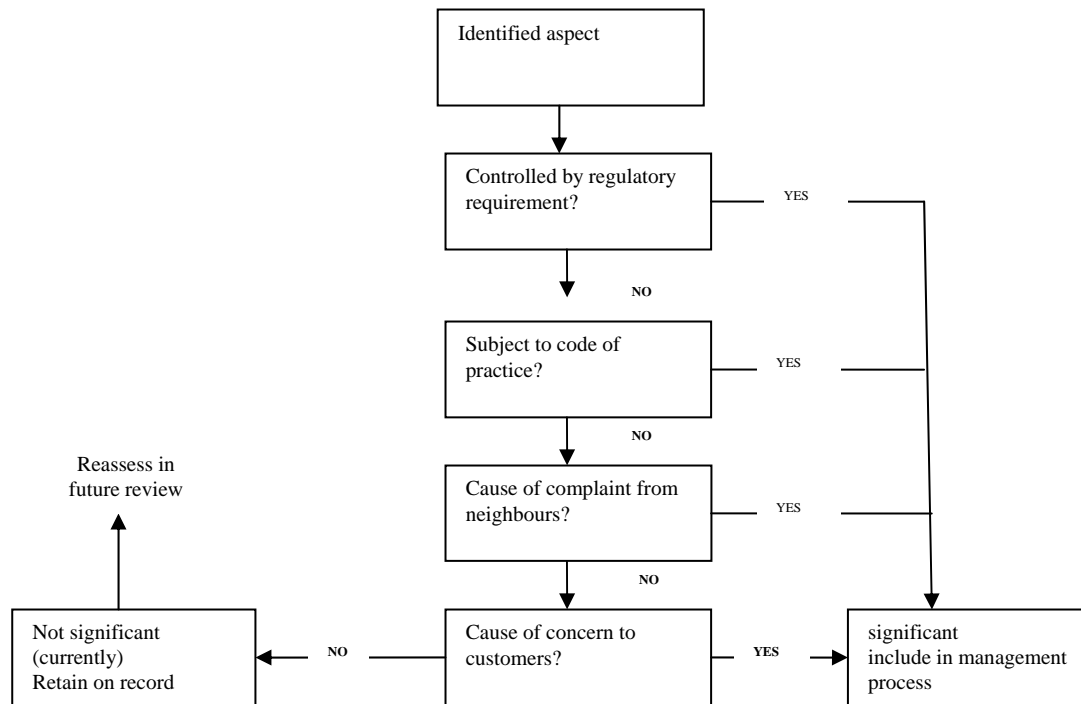 Identified aspect
Controlled by regulatory
requirement?
YES
NO
Subject to code of
practice?
YES
NO
Cause of complaint from
neighbours?
YES
NO
Cause of concern to
customers?
YES
significant
include in management
process
NO
Not significant
(currently)
Retain on record
Reassess in
future review